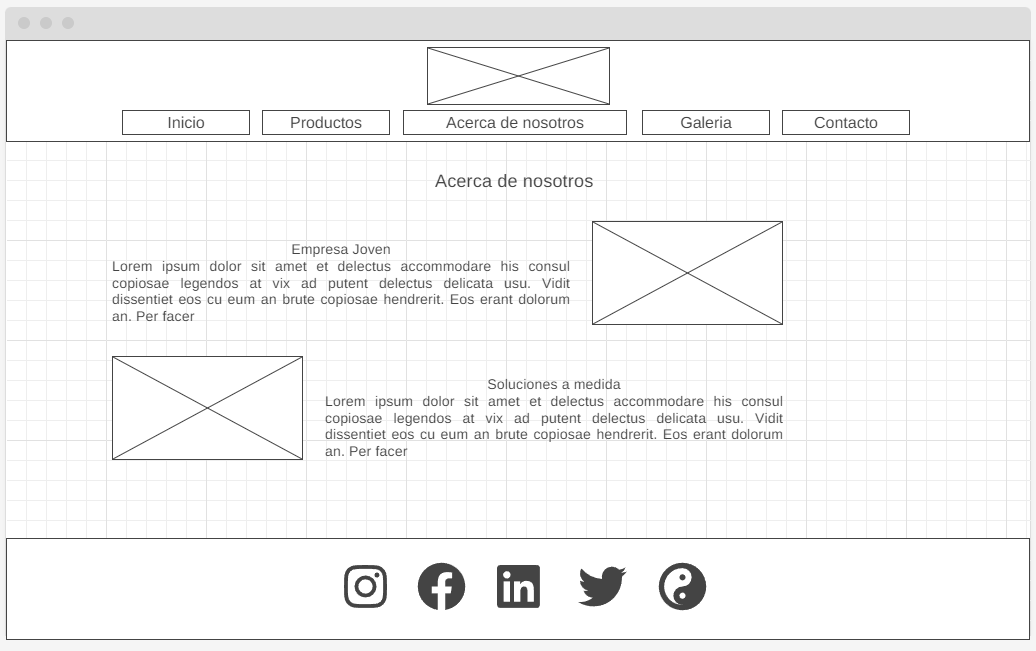 Inicio
Productos
Acerca de nosotros
Galeria
Contacto
Acerca de nosotros
Empresa Joven
Lorem ipsum dolor sit amet et delectus accommodare his consul
copiosae legendos at vix ad putent delectus delicata usu. Vidit
dissentiet eos cu eum an brute copiosae hendrerit. Eos erant dolorum
an. Per facer
Soluciones a medida
Lorem ipsum dolor sit amet et delectus accommodare his consul
copiosae legendos at vix ad putent delectus delicata usu. Vidit
dissentiet eos cu eum an brute copiosae hendrerit. Eos erant dolorum
an. Per facer